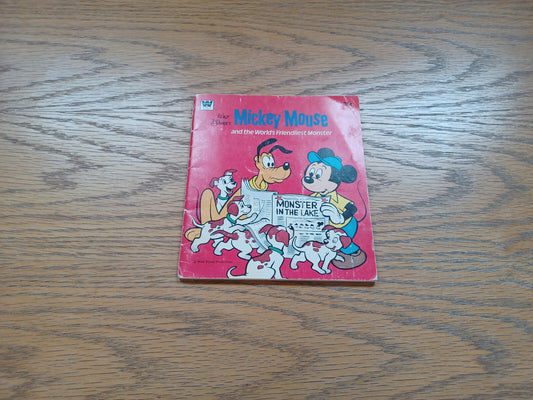 Walt
Disney's
Mickey Mouse
and the World's Friendliest Monster
MONSTER
IN THE LAKE